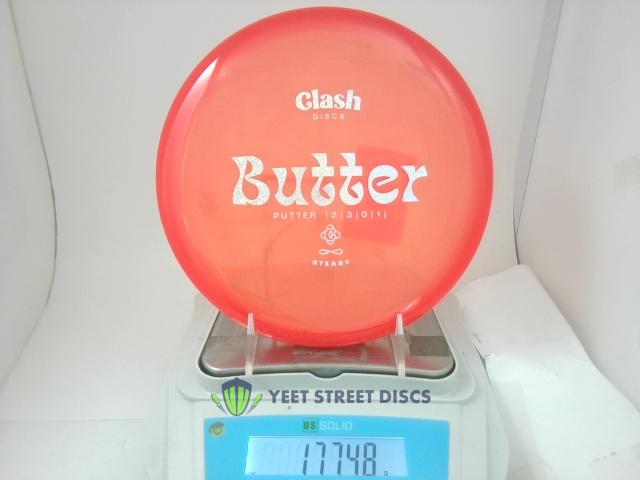 Clash
DISCS
Butter
PUTTER |2|3|0|1|
STEADY
YEET STREET DISCS
US SOLID
177.48 g